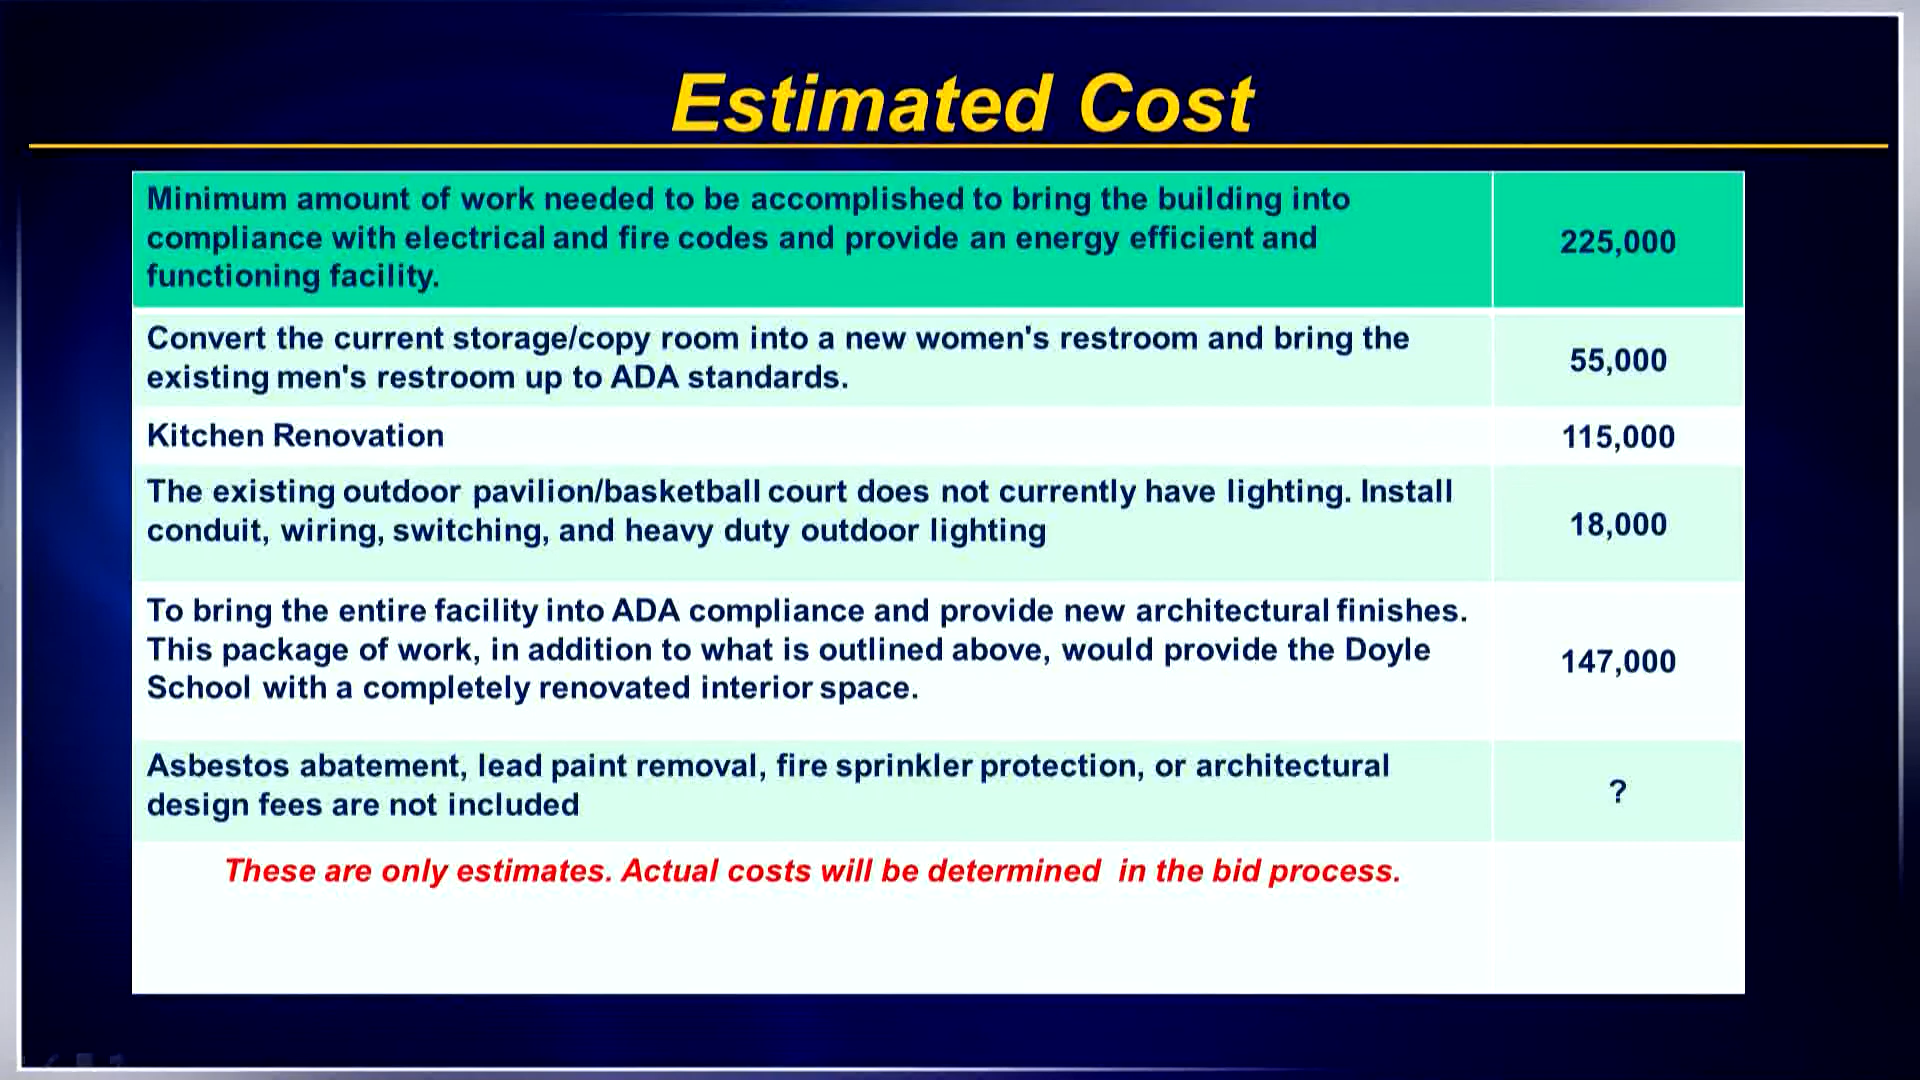 Estimated Cost
Minimum amount of work needed to be accomplished to bring the building into
compliance with electrical and fire codes and provide an energy efficient and
functioning facility.
225,000
Convert the current storage/copy room into a new women's restroom and bring the
existing men's restroom up to ADA standards.
55,000
Kitchen Renovation
115,000
The existing outdoor pavilion/basketball court does not currently have lighting. Install
conduit, wiring, switching, and heavy duty outdoor lighting
18,000
To bring the entire facility into ADA compliance and provide new architectural finishes.
This package of work, in addition to what is outlined above, would provide the Doyle
School with a completely renovated interior space.
147,000
Asbestos abatement, lead paint removal, fire sprinkler protection, or architectural
design fees are not included
?
These are only estimates. Actual costs will be determined in the bid process.